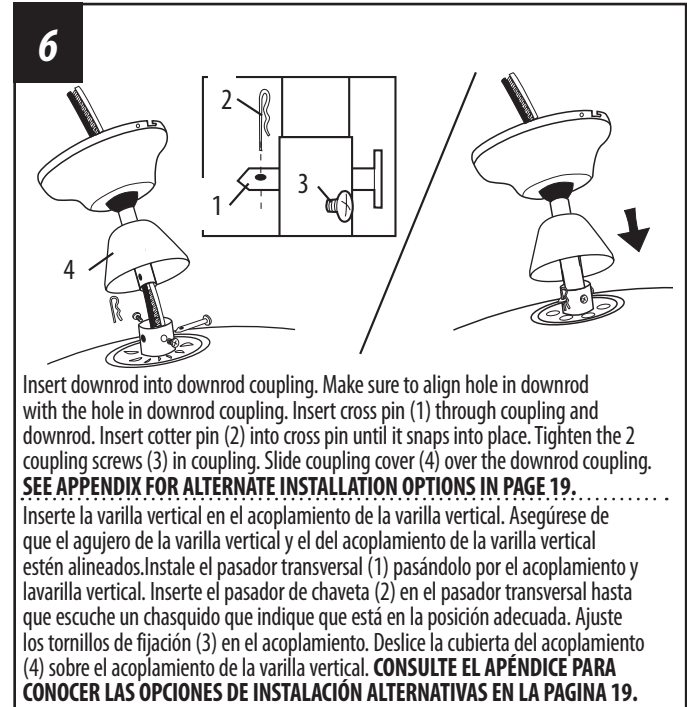 6
2
1
3
4
Insert downrod into downrod coupling. Make sure to align hole in downrod
with the hole in downrod coupling. Insert cross pin (1) through coupling and
downrod. Insert cotter pin (2) into cross pin until it snaps into place. Tighten the 2
coupling screws (3) in coupling. Slide coupling cover (4) over the downrod coupling.
SEE APPENDIX FOR ALTERNATE INSTALLATION OPTIONS IN PAGE 19.
Inserte la varilla vertical en el acoplamiento de la varilla vertical. Asegúrese de
que el agujero de la varilla vertical y el del acoplamiento de la varilla vertical
estén alineados.Instale el pasador transversal (1) pasándolo por el acoplamiento y
lavarilla vertical. Inserte el pasador de chaveta (2) en el pasador transversal hasta
que escuche un chasquido que indique que está en la posición adecuada. Ajuste
los tornillos de fijación (3) en el acoplamiento. Deslice la cubierta del acoplamiento
(4) sobre el acoplamiento de la varilla vertical. CONSULTE EL APÉNDICE PARA
CONOCER LAS OPCIONES DE INSTALACIÓN ALTERNATIVAS EN LA PAGINA 19.